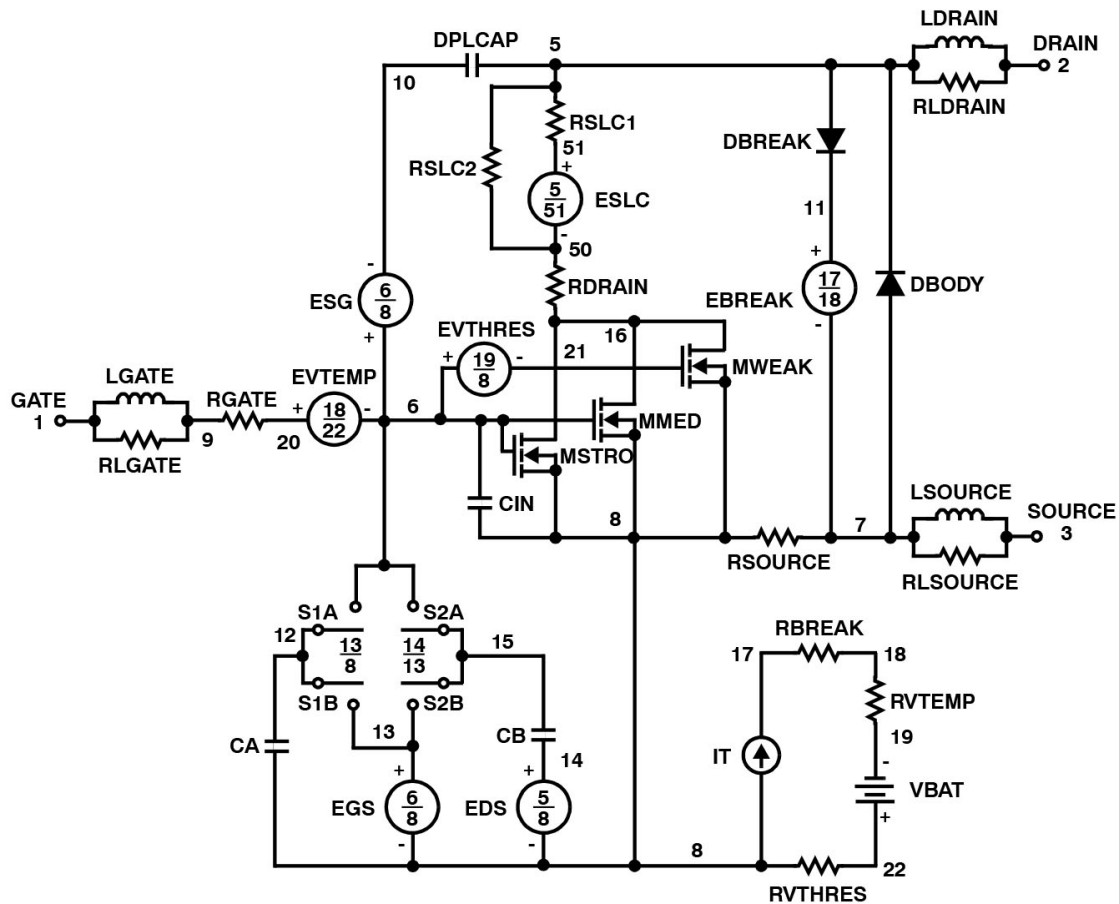 LDRAIN
DPLCAP 5 DRAIN
10 2
RLDRAIN
RSLC1
DBREAK
51
+
RSLC2
5
51
ESLC
11
-
50
-
+
RDRAIN
6
8
ESG
17
18
EBREAK
DBODY
+
EVTHRES
16
-
+ 19
8 -
21
MWEAK
LGATE
EVTEMP
GATE
RGATE
+ 18
22 -
6
1
9
20
MMED
RLGATE
MSTRO
LSOURCE
CIN
8
7
SOURCE
3
RSOURCE
RLSOURCE
S1A S2A
12
13
8
14
13
15
RBREAK
17 18
S1B S2B
RVTEMP
13
CB
19
CA
14
IT
-
+ +
VBAT
EGS
6
8
EDS
5
8
+
- -
8
22
RVTHRES